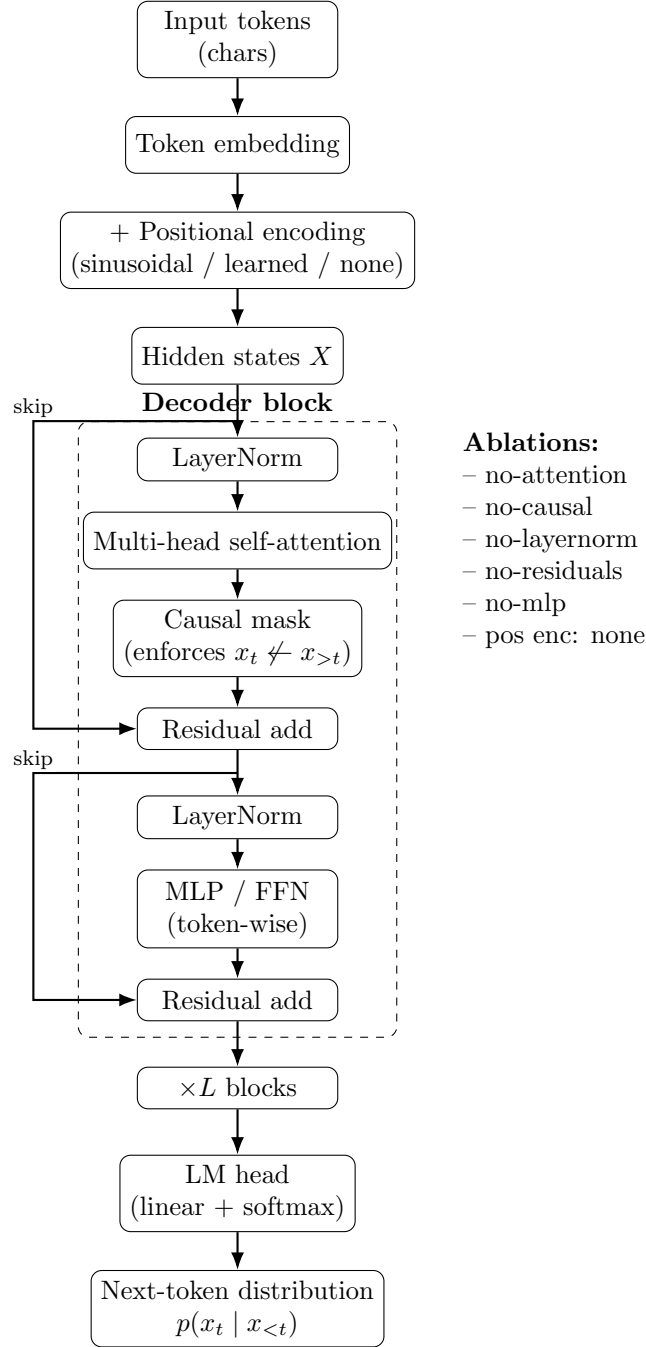 Input tokens
(chars)
Token embedding
+ Positional encoding
(sinusoidal / learned / none)
Hidden states X
Decoder block
skip
LayerNorm
Multi-head self-attention
Causal mask
(enforces x_t ↚ x_{>t})
Residual add
skip
LayerNorm
MLP / FFN
(token-wise)
Residual add
×L blocks
LM head
(linear + softmax)
Next-token distribution
p(x_t | x_{<t})
Ablations:
– no-attention
– no-causal
– no-layernorm
– no-residuals
– no-mlp
– pos enc: none